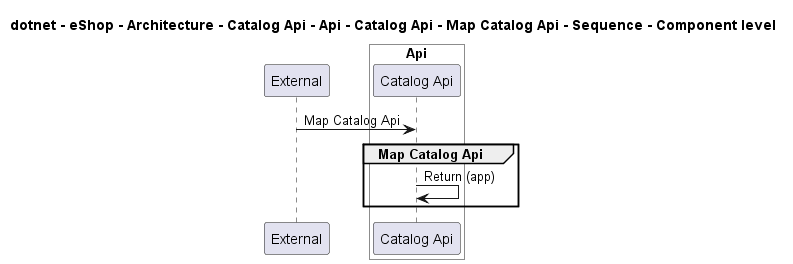 dotnet - eShop - Architecture - Catalog Api - Api - Catalog Api - Map Catalog Api - Sequence - Component level
Api
External
Catalog Api
Map Catalog Api
Map Catalog Api
Return (app)
External
Catalog Api